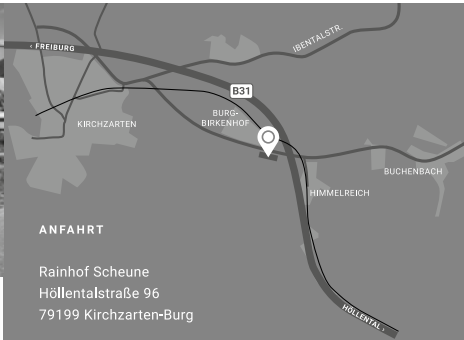 ‹ FREIBURG
IBENTALSTR.
B31
BURG-
BIRKENHOF
KIRCHZARTEN
BUCHENBACH
HIMMELREICH
HÖLLENTAL ›
ANFAHRT
Rainhof Scheune
Höllentalstraße 96
79199 Kirchzarten-Burg